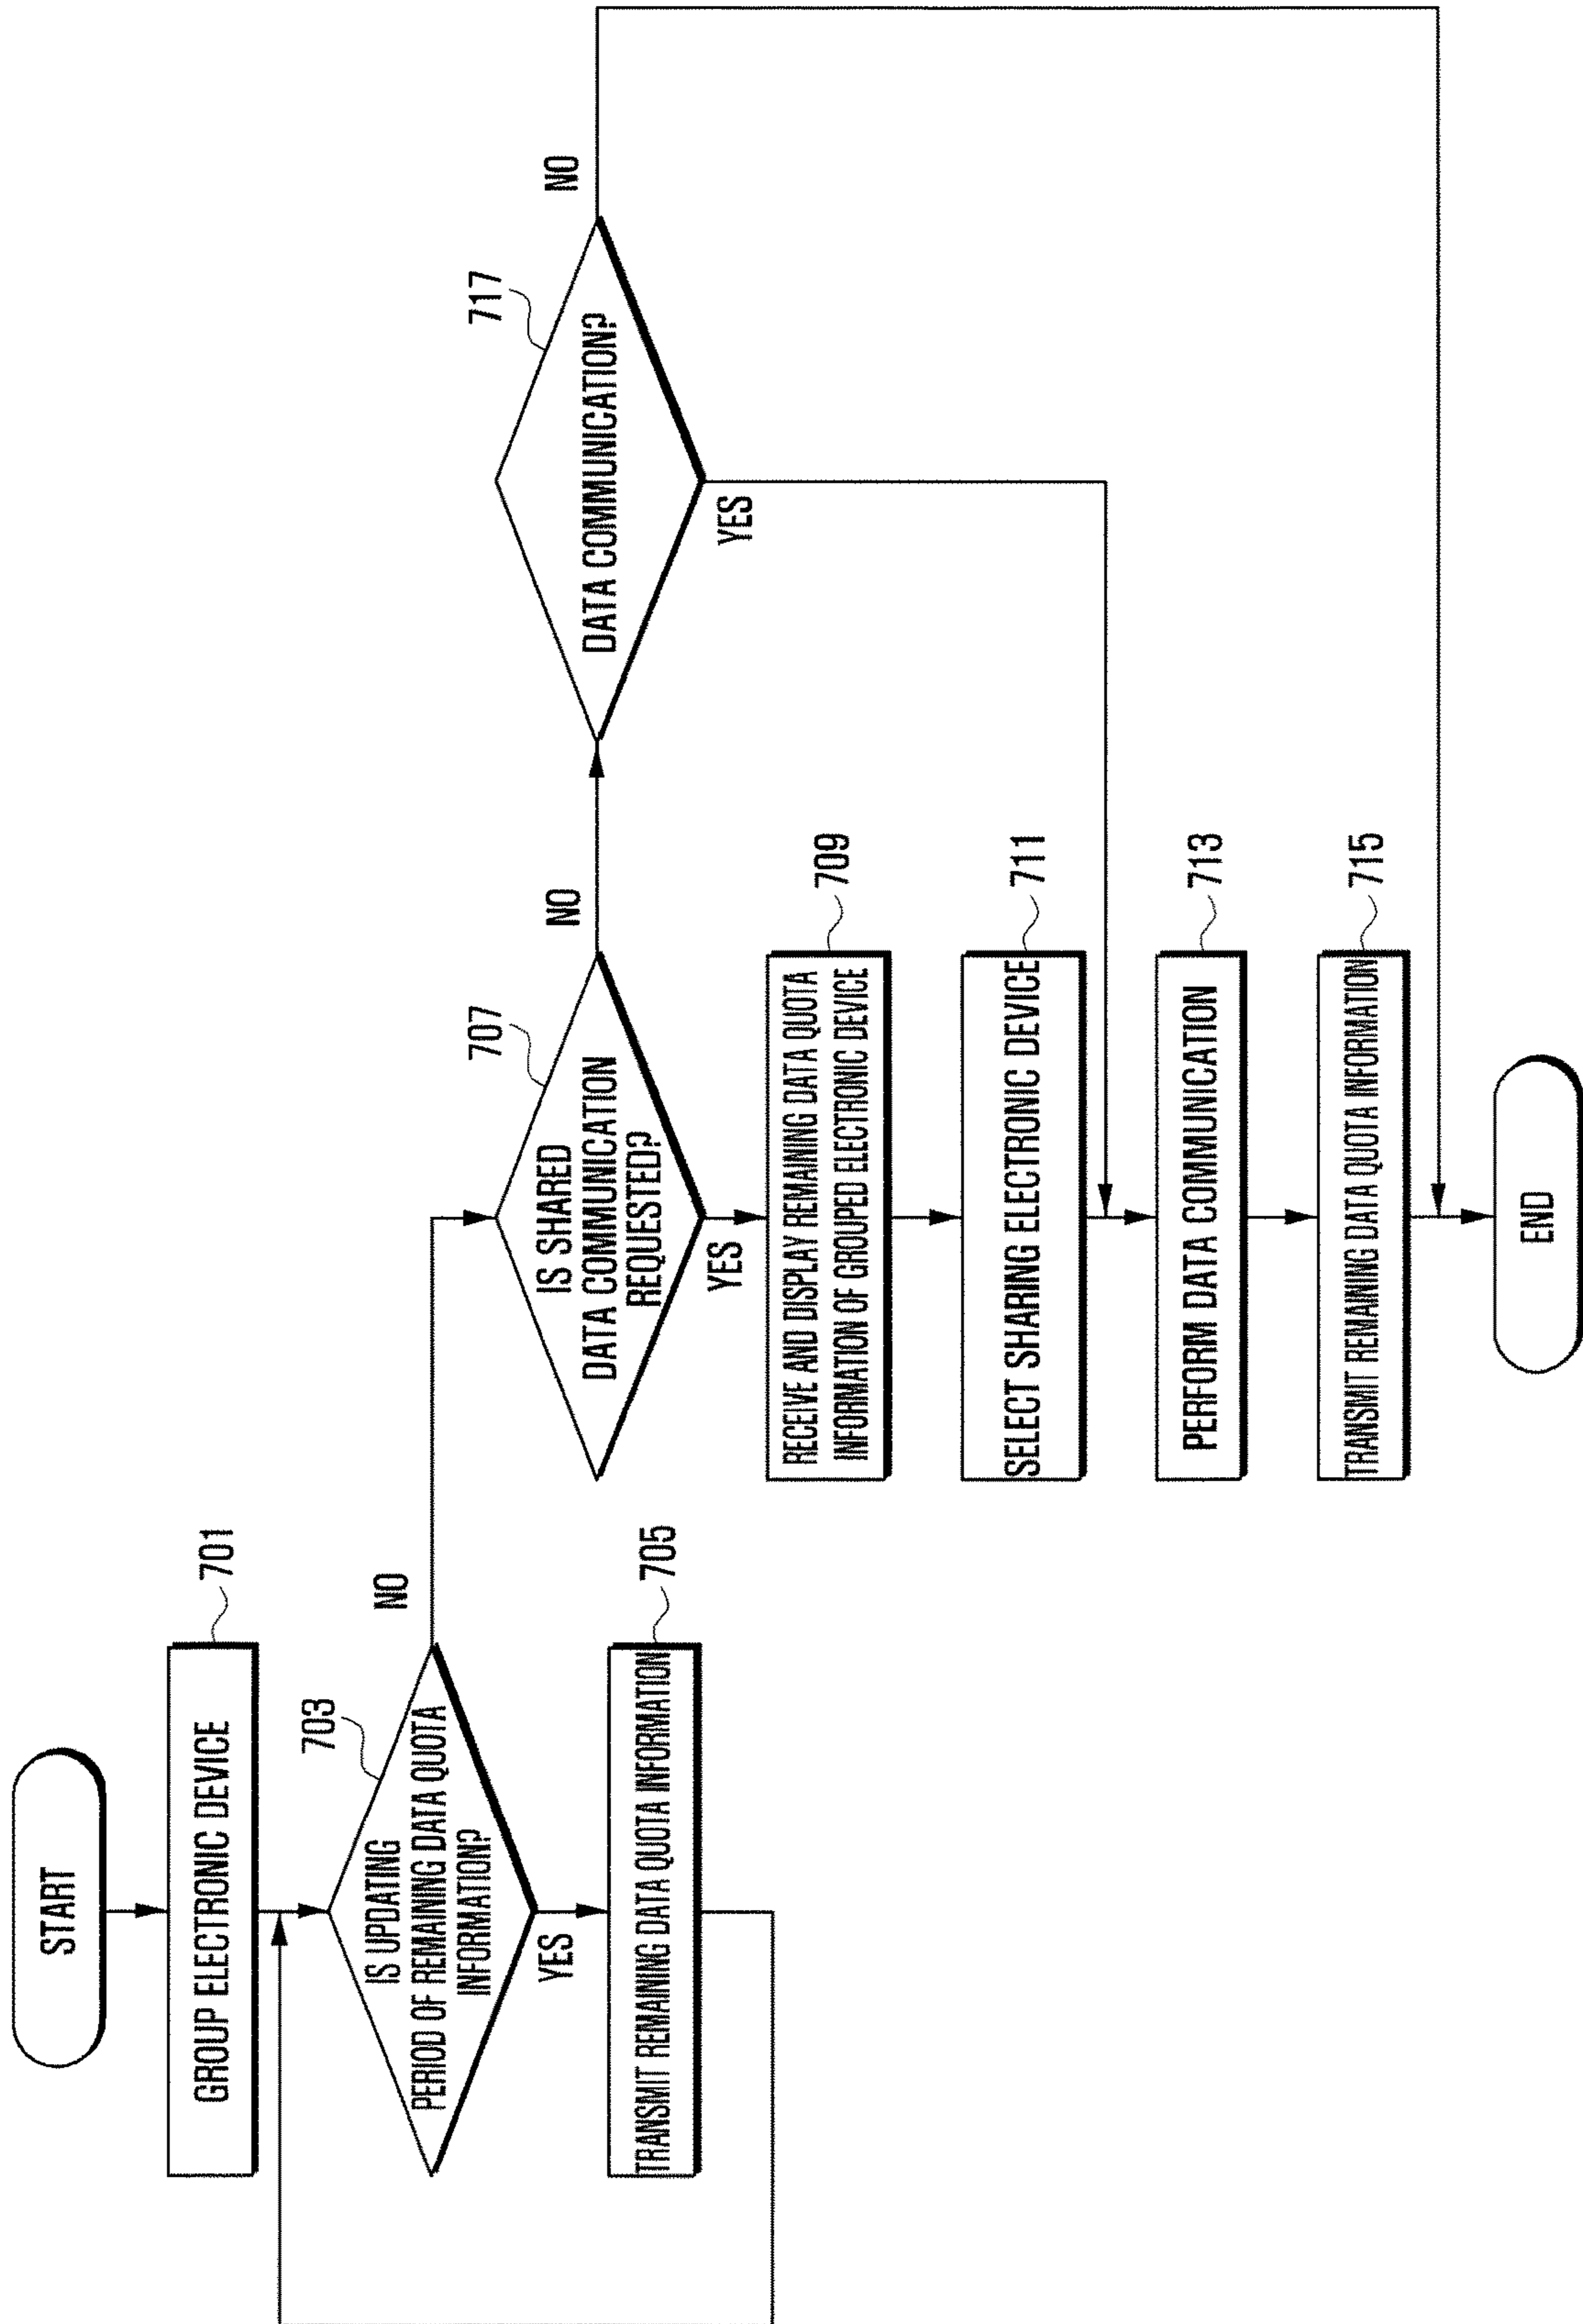 START
GROUP ELECTRONIC DEVICE
701
IS UPDATING
PERIOD OF REMAINING DATA QUOTA
INFORMATION?
703
NO
YES
TRANSMIT REMAINING DATA QUOTA INFORMATION
705
IS SHARED
DATA COMMUNICATION
REQUESTED?
707
NO
YES
DATA COMMUNICATION?
717
NO
YES
RECEIVE AND DISPLAY REMAINING DATA QUOTA
INFORMATION OF GROUPED ELECTRONIC DEVICE
709
SELECT SHARING ELECTRONIC DEVICE
711
PERFORM DATA COMMUNICATION
713
TRANSMIT REMAINING DATA QUOTA INFORMATION
715
END